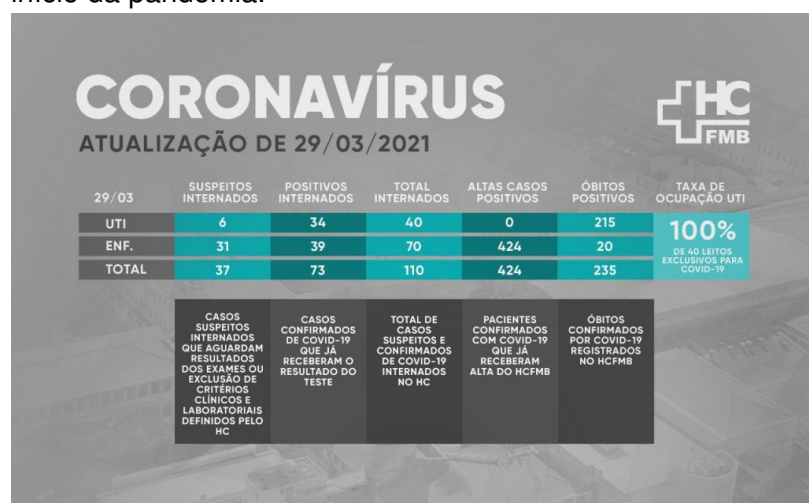 início da pandemia.
CORONAVÍRUS
ATUALIZAÇÃO DE 29/03/2021
HC
FMB
29/03 SUSPEITOS INTERNADOS POSITIVOS INTERNADOS TOTAL INTERNADOS ALTAS CASOS POSITIVOS ÓBITOS POSITIVOS TAXA DE OCUPAÇÃO UTI
UTI 6 34 40 0 215
ENF. 31 39 70 424 20
TOTAL 37 73 110 424 235
100%
DE 40 LEITOS
EXCLUSIVOS PARA
COVID-19
CASOS
SUSPEITOS
INTERNADOS
QUE AGUARDAM
RESULTADOS
DOS EXAMES OU
EXCLUSÃO DE
CRITÉRIOS
CLÍNICOS E
LABORATORIAIS
DEFINIDOS PELO
HC
CASOS
CONFIRMADOS
DE COVID-19
QUE JÁ
RECEBERAM O
RESULTADO DO
TESTE
TOTAL DE
CASOS
SUSPEITOS E
CONFIRMADOS
DE COVID-19
INTERNADOS
NO HC
PACIENTES
CONFIRMADOS
COM COVID-19
QUE JÁ
RECEBERAM
ALTA DO HCFMB
ÓBITOS
CONFIRMADOS
POR COVID-19
REGISTRADOS
NO HCFMB